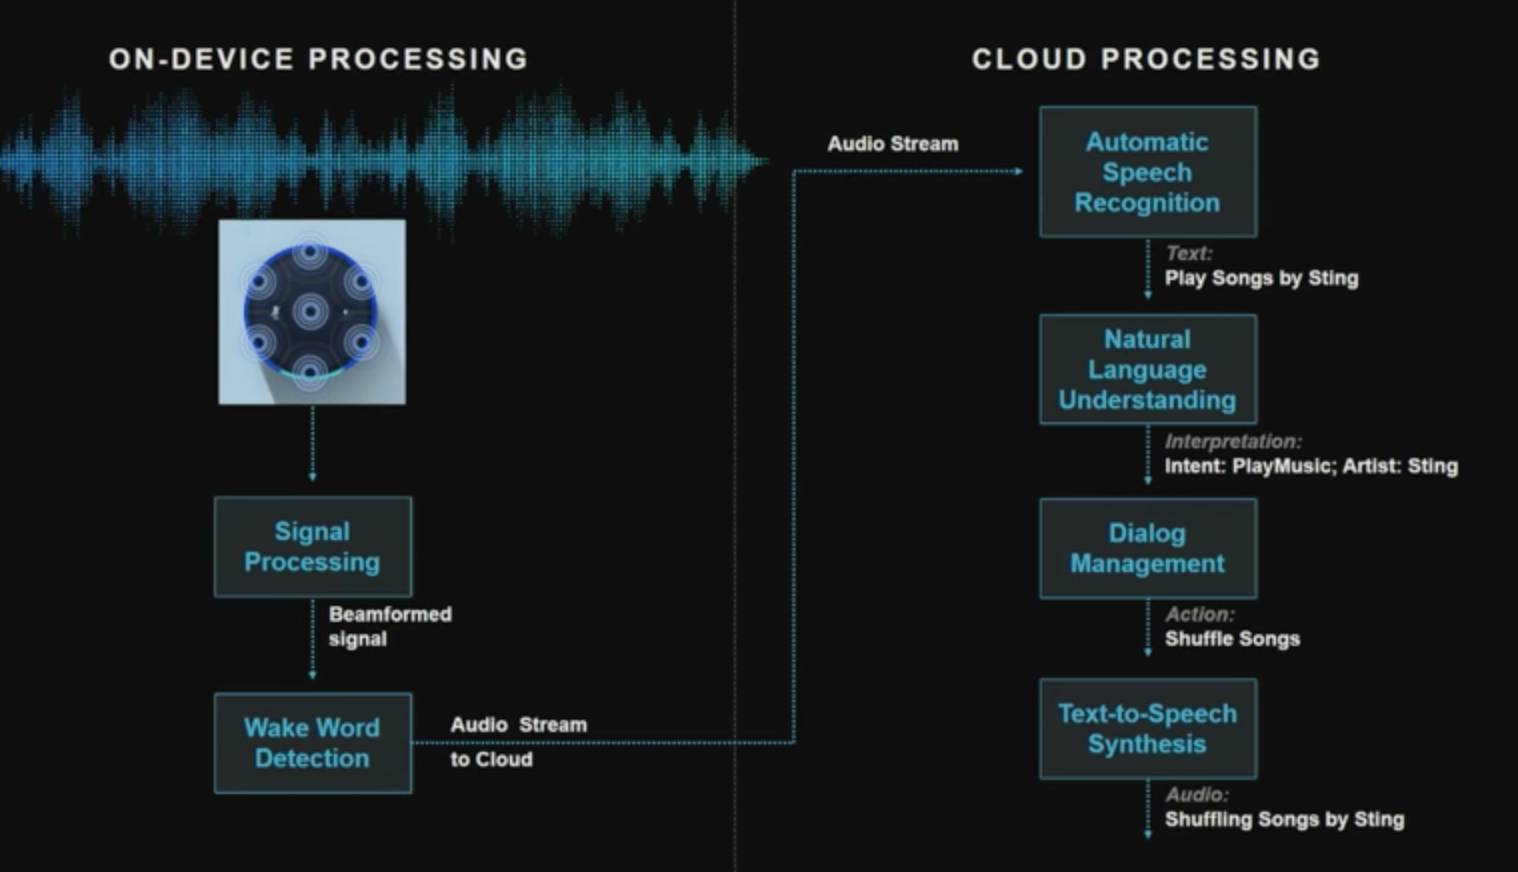 ON-DEVICE PROCESSING
Signal
Processing
Beamformed
signal
Wake Word
Detection
Audio Stream
to Cloud
CLOUD PROCESSING
Audio Stream
Automatic
Speech
Recognition
Text:
Play Songs by Sting
Natural
Language
Understanding
Interpretation:
Intent: PlayMusic; Artist: Sting
Dialog
Management
Action:
Shuffle Songs
Text-to-Speech
Synthesis
Audio:
Shuffling Songs by Sting